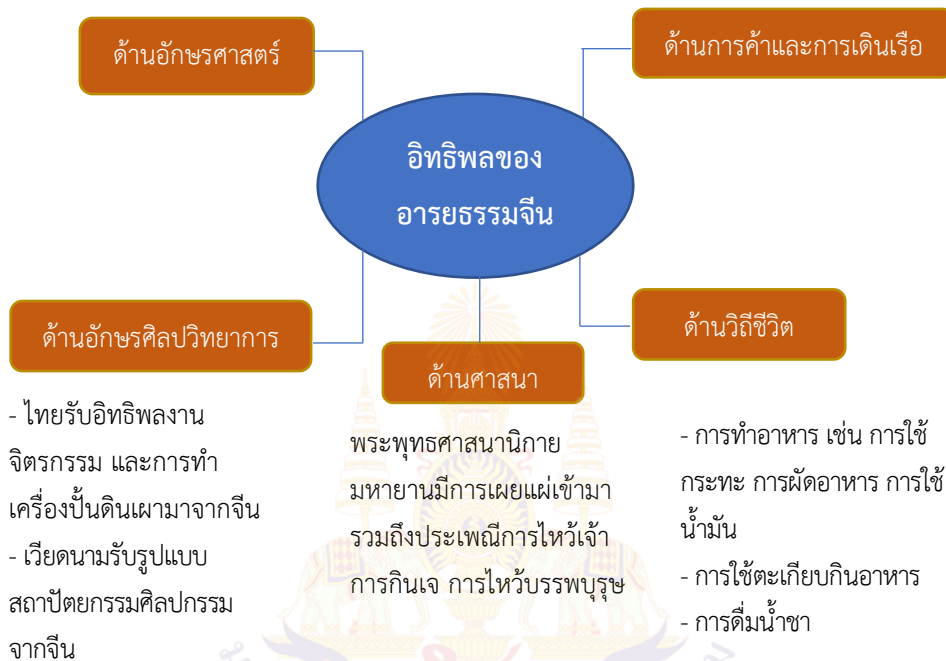 ด้านอักษรศาสตร์
ด้านการค้าและการเดินเรือ
อิทธิพลของ
อารยธรรมจีน
ด้านอักษรศิลปวิทยาการ
ด้านศาสนา
ด้านวิถีชีวิต
- ไทยรับอิทธิพลงาน
จิตรกรรม และการทำ
เครื่องปั้นดินเผามาจากจีน
- เวียดนามรับรูปแบบ
สถาปัตยกรรมศิลปกรรม
จากจีน
พระพุทธศาสนานิกาย
มหายานมีการเผยแผ่เข้ามา
รวมถึงประเพณีการไหว้เจ้า
การกินเจ การไหว้บรรพบุรุษ
- การทำอาหาร เช่น การใช้
กระทะ การผัดอาหาร การใช้
น้ำมัน
- การใช้ตะเกียบกินอาหาร
- การดื่มน้ำชา